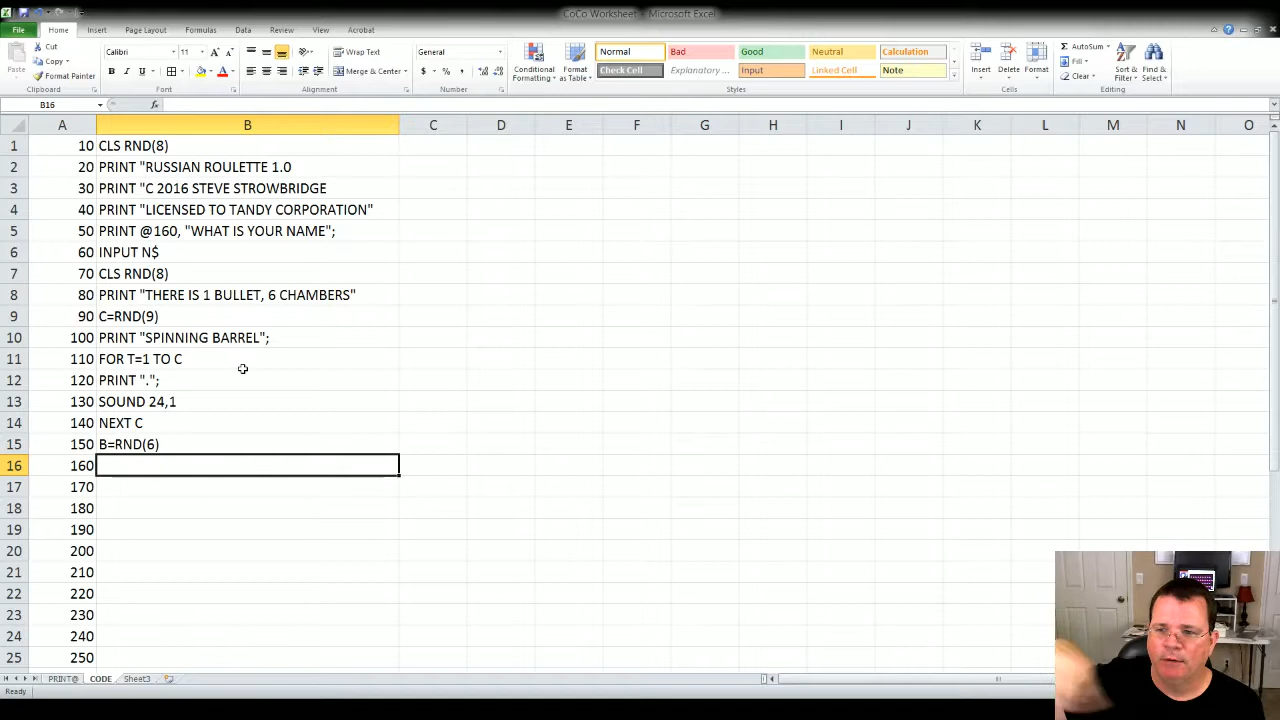 CoCo Worksheet - Microsoft Excel
File Home Insert Page Layout Formulas Data Review View Acrobat
Cut Calibri 11 Wrap Text General Normal Bad Good Neutral Calculation AutoSum
Copy Fill
Paste Format Painter Merge & Center Conditional Formatting Format as Table Check Cell Explanatory ... Input Linked Cell Note Insert Delete Format Clear Sort & Filter Find & Select
Clipboard Font Alignment Number Styles Cells Editing
B16 fx
A B C D E F G H I J K L M N O
1 10 CLS RND(8)
2 20 PRINT "RUSSIAN ROULETTE 1.0
3 30 PRINT "C 2016 STEVE STROWBRIDGE
4 40 PRINT "LICENSED TO TANDY CORPORATION"
5 50 PRINT @160, "WHAT IS YOUR NAME";
6 60 INPUT N$
7 70 CLS RND(8)
8 80 PRINT "THERE IS 1 BULLET, 6 CHAMBERS"
9 90 C=RND(9)
10 100 PRINT "SPINNING BARREL";
11 110 FOR T=1 TO C
12 120 PRINT ".";
13 130 SOUND 24,1
14 140 NEXT C
15 150 B=RND(6)
16 160
17 170
18 180
19 190
20 200
21 210
22 220
23 230
24 240
25 250
PRINT@ CODE Sheet3
Ready